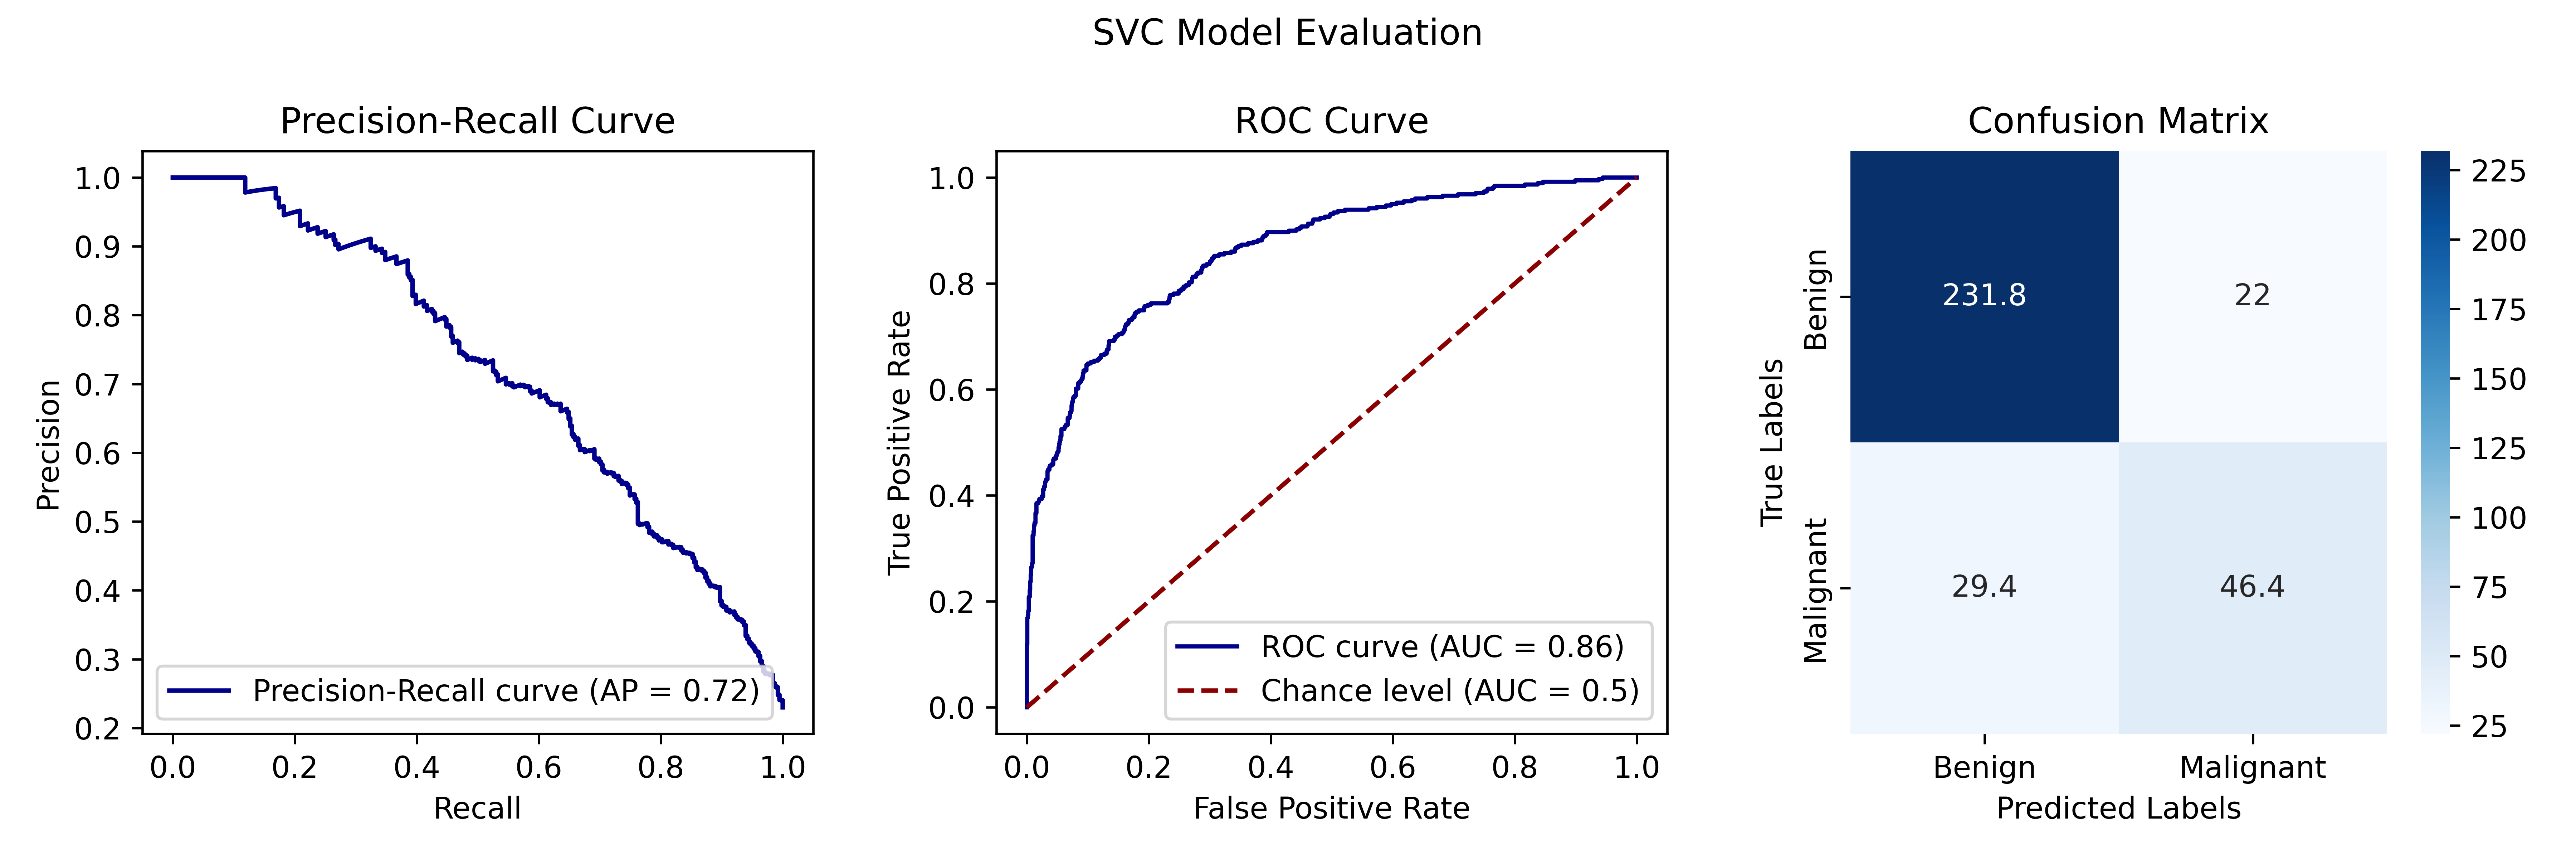 SVC Model Evaluation
Precision-Recall Curve
1.0
0.9
0.8
0.7
0.6
0.5
0.4
0.3
0.2
Precision
Precision-Recall curve (AP = 0.72)
0.0 0.2 0.4 0.6 0.8 1.0
Recall
ROC Curve
1.0
0.8
0.6
0.4
0.2
0.0
True Positive Rate
ROC curve (AUC = 0.86)
Chance level (AUC = 0.5)
0.0 0.2 0.4 0.6 0.8 1.0
False Positive Rate
Confusion Matrix
True Labels
Benign
Malignant
231.8 22
29.4 46.4
Benign Malignant
Predicted Labels
225
200
175
150
125
100
75
50
25